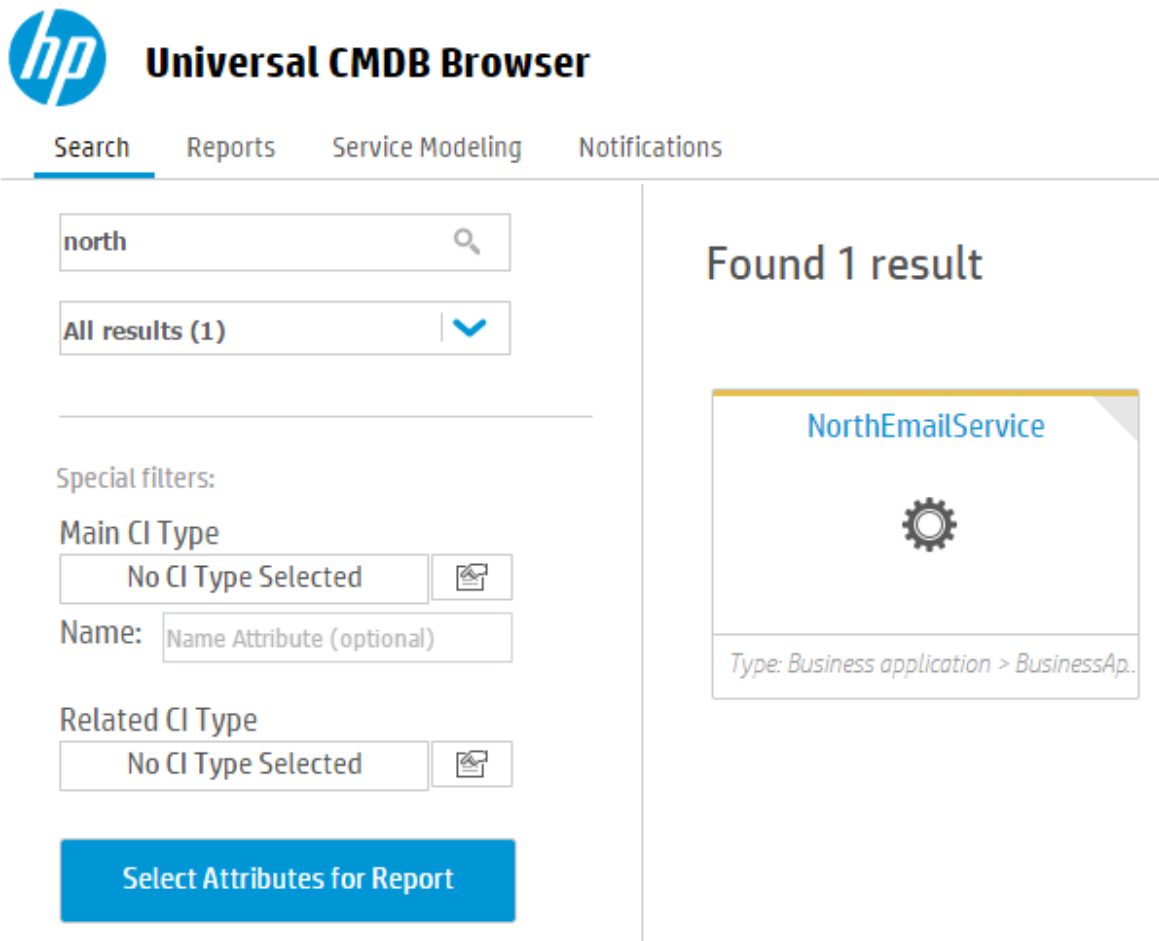 hp
Universal CMDB Browser
Search Reports Service Modeling Notifications
north
All results (1)
Special filters:
Main CI Type
No CI Type Selected
Name: Name Attribute (optional)
Related CI Type
No CI Type Selected
Select Attributes for Report
Found 1 result
NorthEmailService
Type: Business application > BusinessAp..